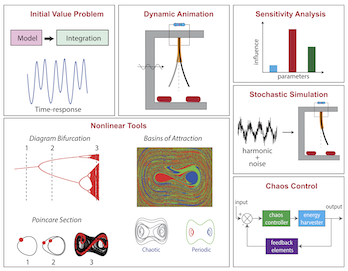 Initial Value Problem
Model
Integration
Time-response
Dynamic Animation
Sensitivity Analysis
influence
parameters
Stochastic Simulation
harmonic
+
noise
Nonlinear Tools
Diagram Bifurcation
1
2
3
Poincare Section
1
2
3
Basins of Attraction
Chaotic
Periodic
Chaos Control
input
output
chaos
controller
energy
harvester
feedback
elements